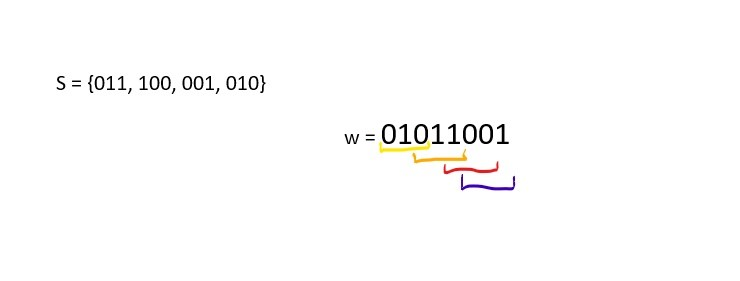 S = {011, 100, 001, 010}
w = 01011001